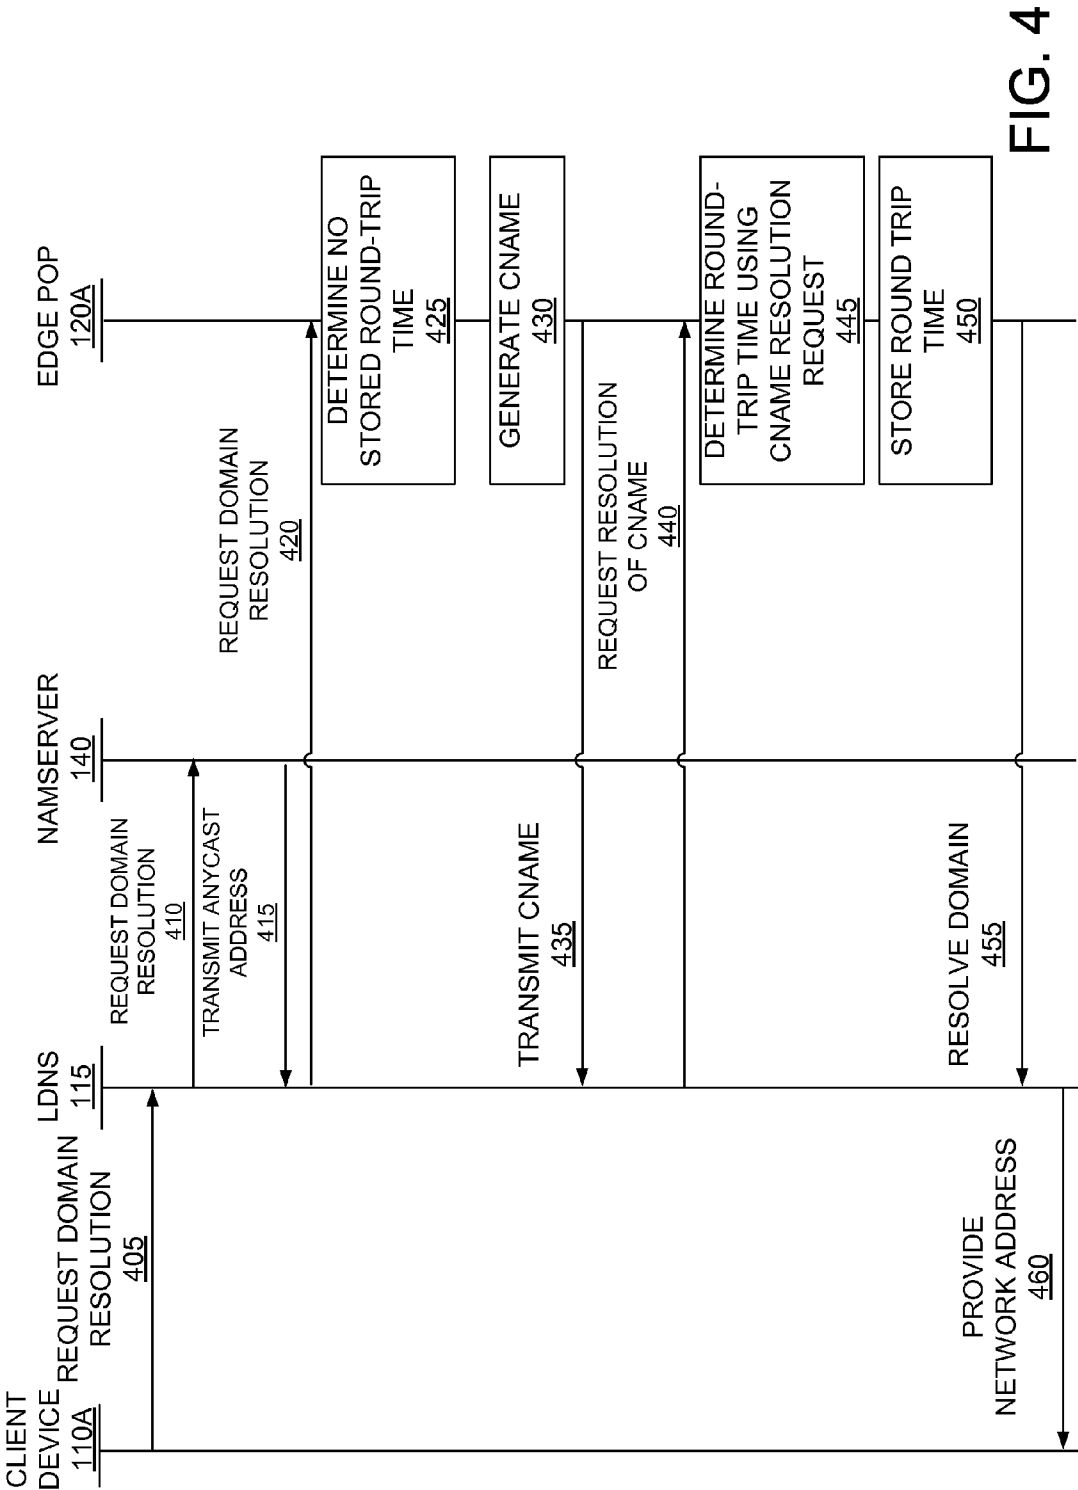 CLIENT
DEVICE
110A
LDNS
115
NAMSERVER
140
EDGE POP
120A
REQUEST DOMAIN
RESOLUTION
405
REQUEST DOMAIN
RESOLUTION
410
TRANSMIT ANYCAST
ADDRESS
415
REQUEST DOMAIN
RESOLUTION
420
DETERMINE NO
STORED ROUND-TRIP
TIME
425
GENERATE CNAME
430
TRANSMIT CNAME
435
REQUEST RESOLUTION
OF CNAME
440
DETERMINE ROUND-
TRIP TIME USING
CNAME RESOLUTION
REQUEST
445
STORE ROUND TRIP
TIME
450
RESOLVE DOMAIN
455
PROVIDE
NETWORK ADDRESS
460
FIG. 4